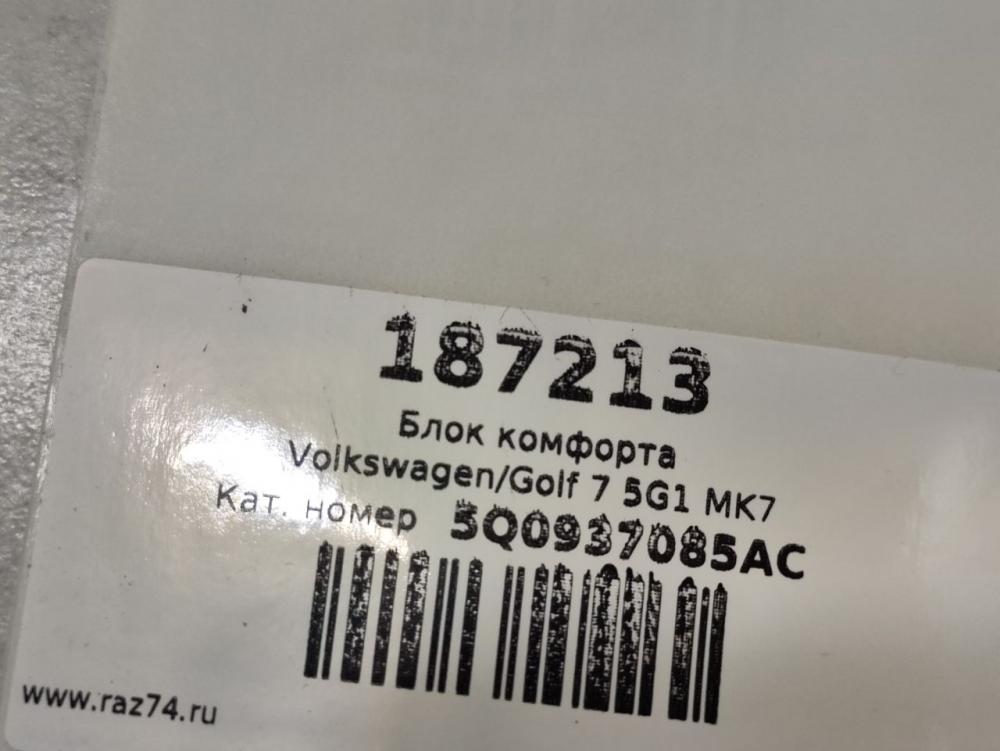 187213
Блок комфорта
Volkswagen/Golf 7 5G1 MK7
Кат. номер 5Q0937085AC
www.raz74.ru